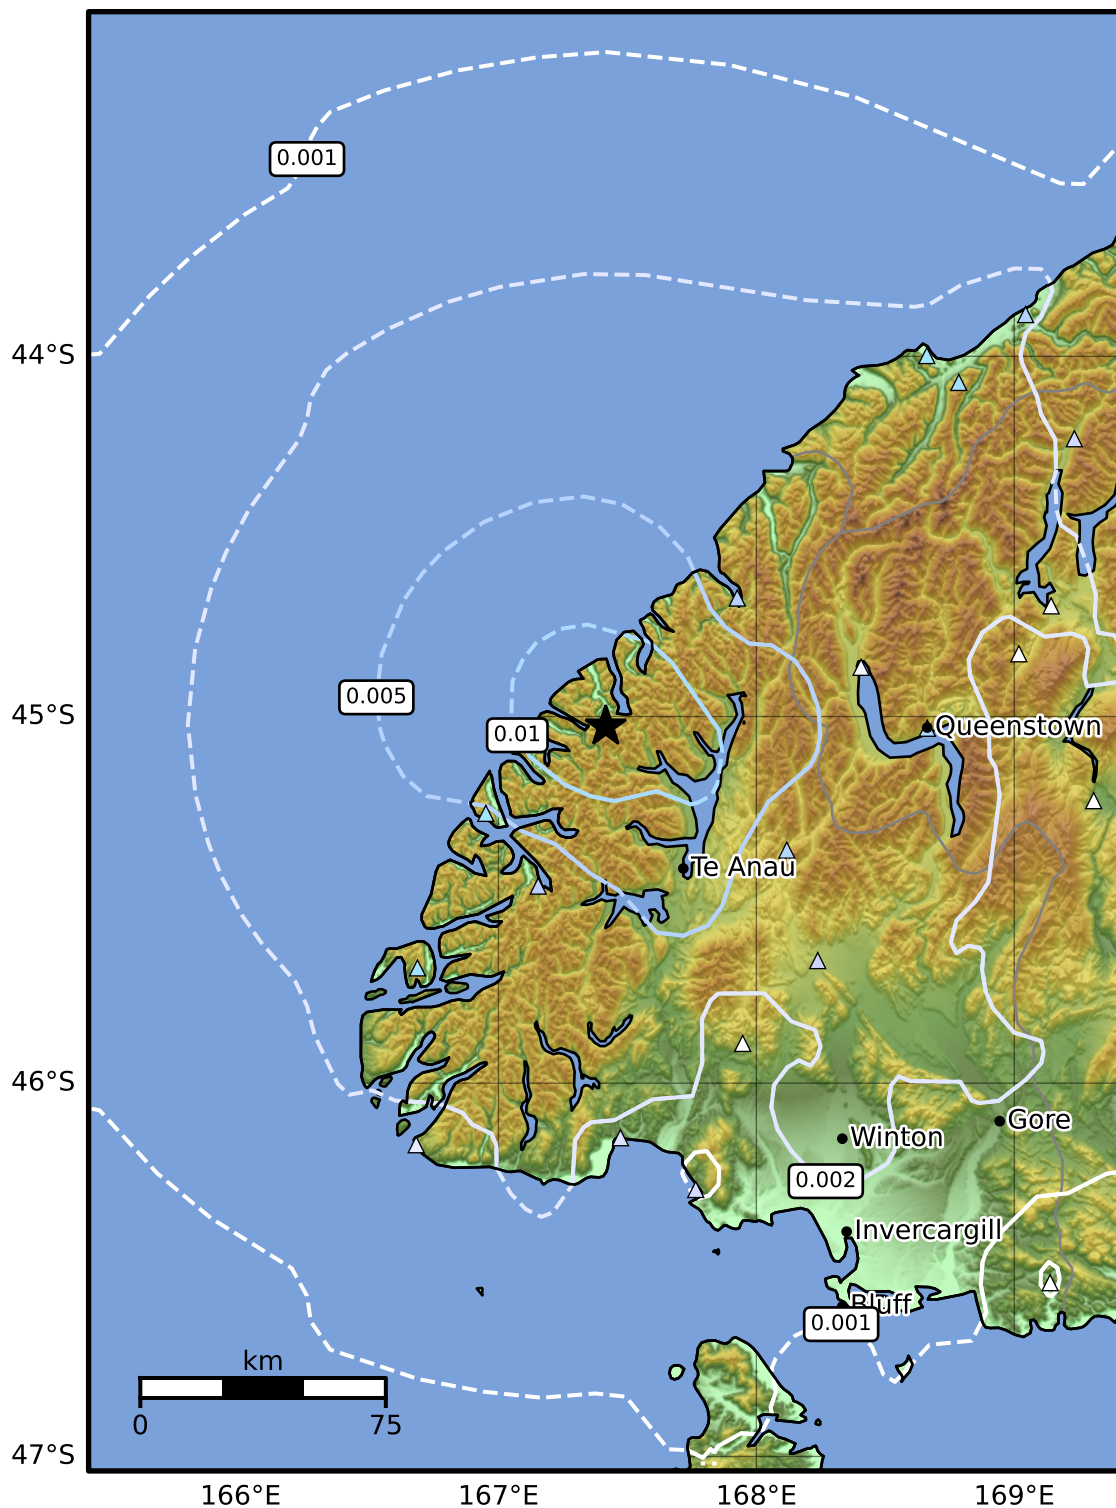 0.001
44°S
0.005
45°S
0.01
Queenstown
Te Anau
46°S
Gore
Winton
0.002
Invercargill
Bluff
0.001
km
0
75
47°S
166°E
167°E
168°E
169°E